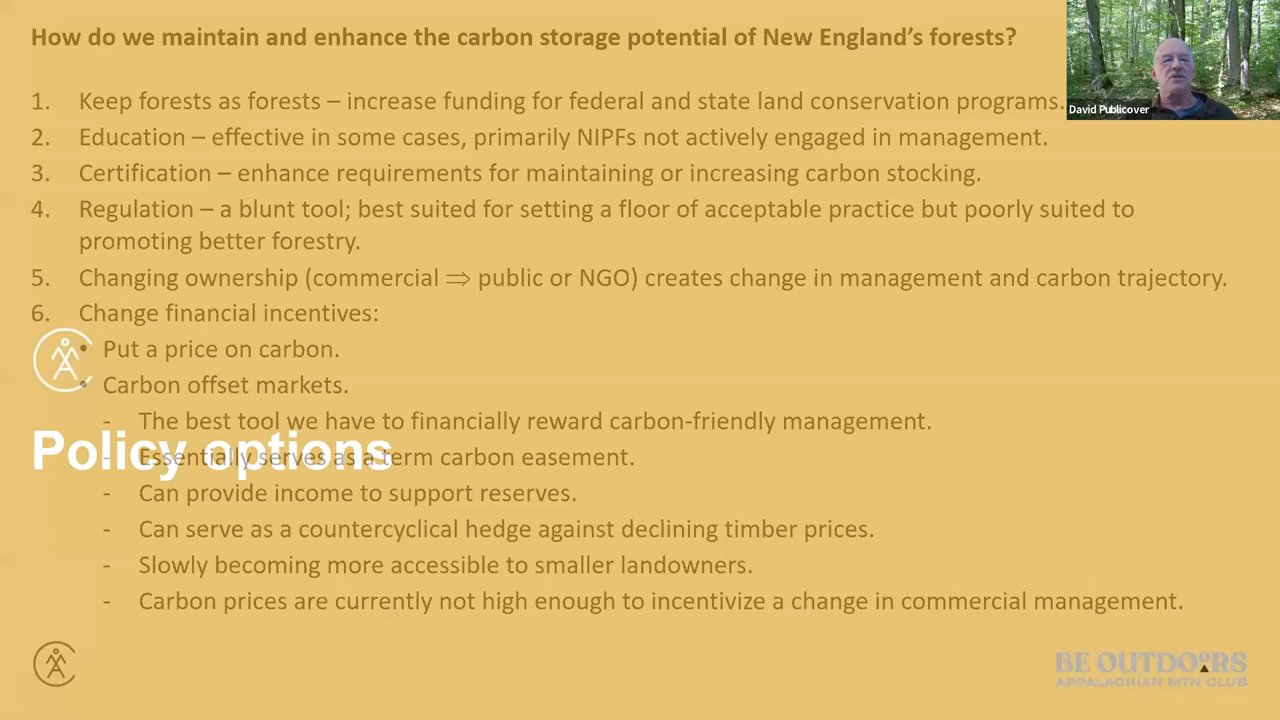 How do we maintain and enhance the carbon storage potential of New England’s forests?
David Publicover
1. Keep forests as forests – increase funding for federal and state land conservation programs.
2. Education – effective in some cases, primarily NIPFs not actively engaged in management.
3. Certification – enhance requirements for maintaining or increasing carbon stocking.
4. Regulation – a blunt tool; best suited for setting a floor of acceptable practice but poorly suited to
promoting better forestry.
5. Changing ownership (commercial ⇒ public or NGO) creates change in management and carbon trajectory.
6. Change financial incentives:
• Put a price on carbon.
• Carbon offset markets.
- The best tool we have to financially reward carbon-friendly management.
Policy options
- Essentially serves as a term carbon easement.
- Can provide income to support reserves.
- Can serve as a countercyclical hedge against declining timber prices.
- Slowly becoming more accessible to smaller landowners.
- Carbon prices are currently not high enough to incentivize a change in commercial management.
BE OUTDOORS
APPALACHIAN MTN CLUB